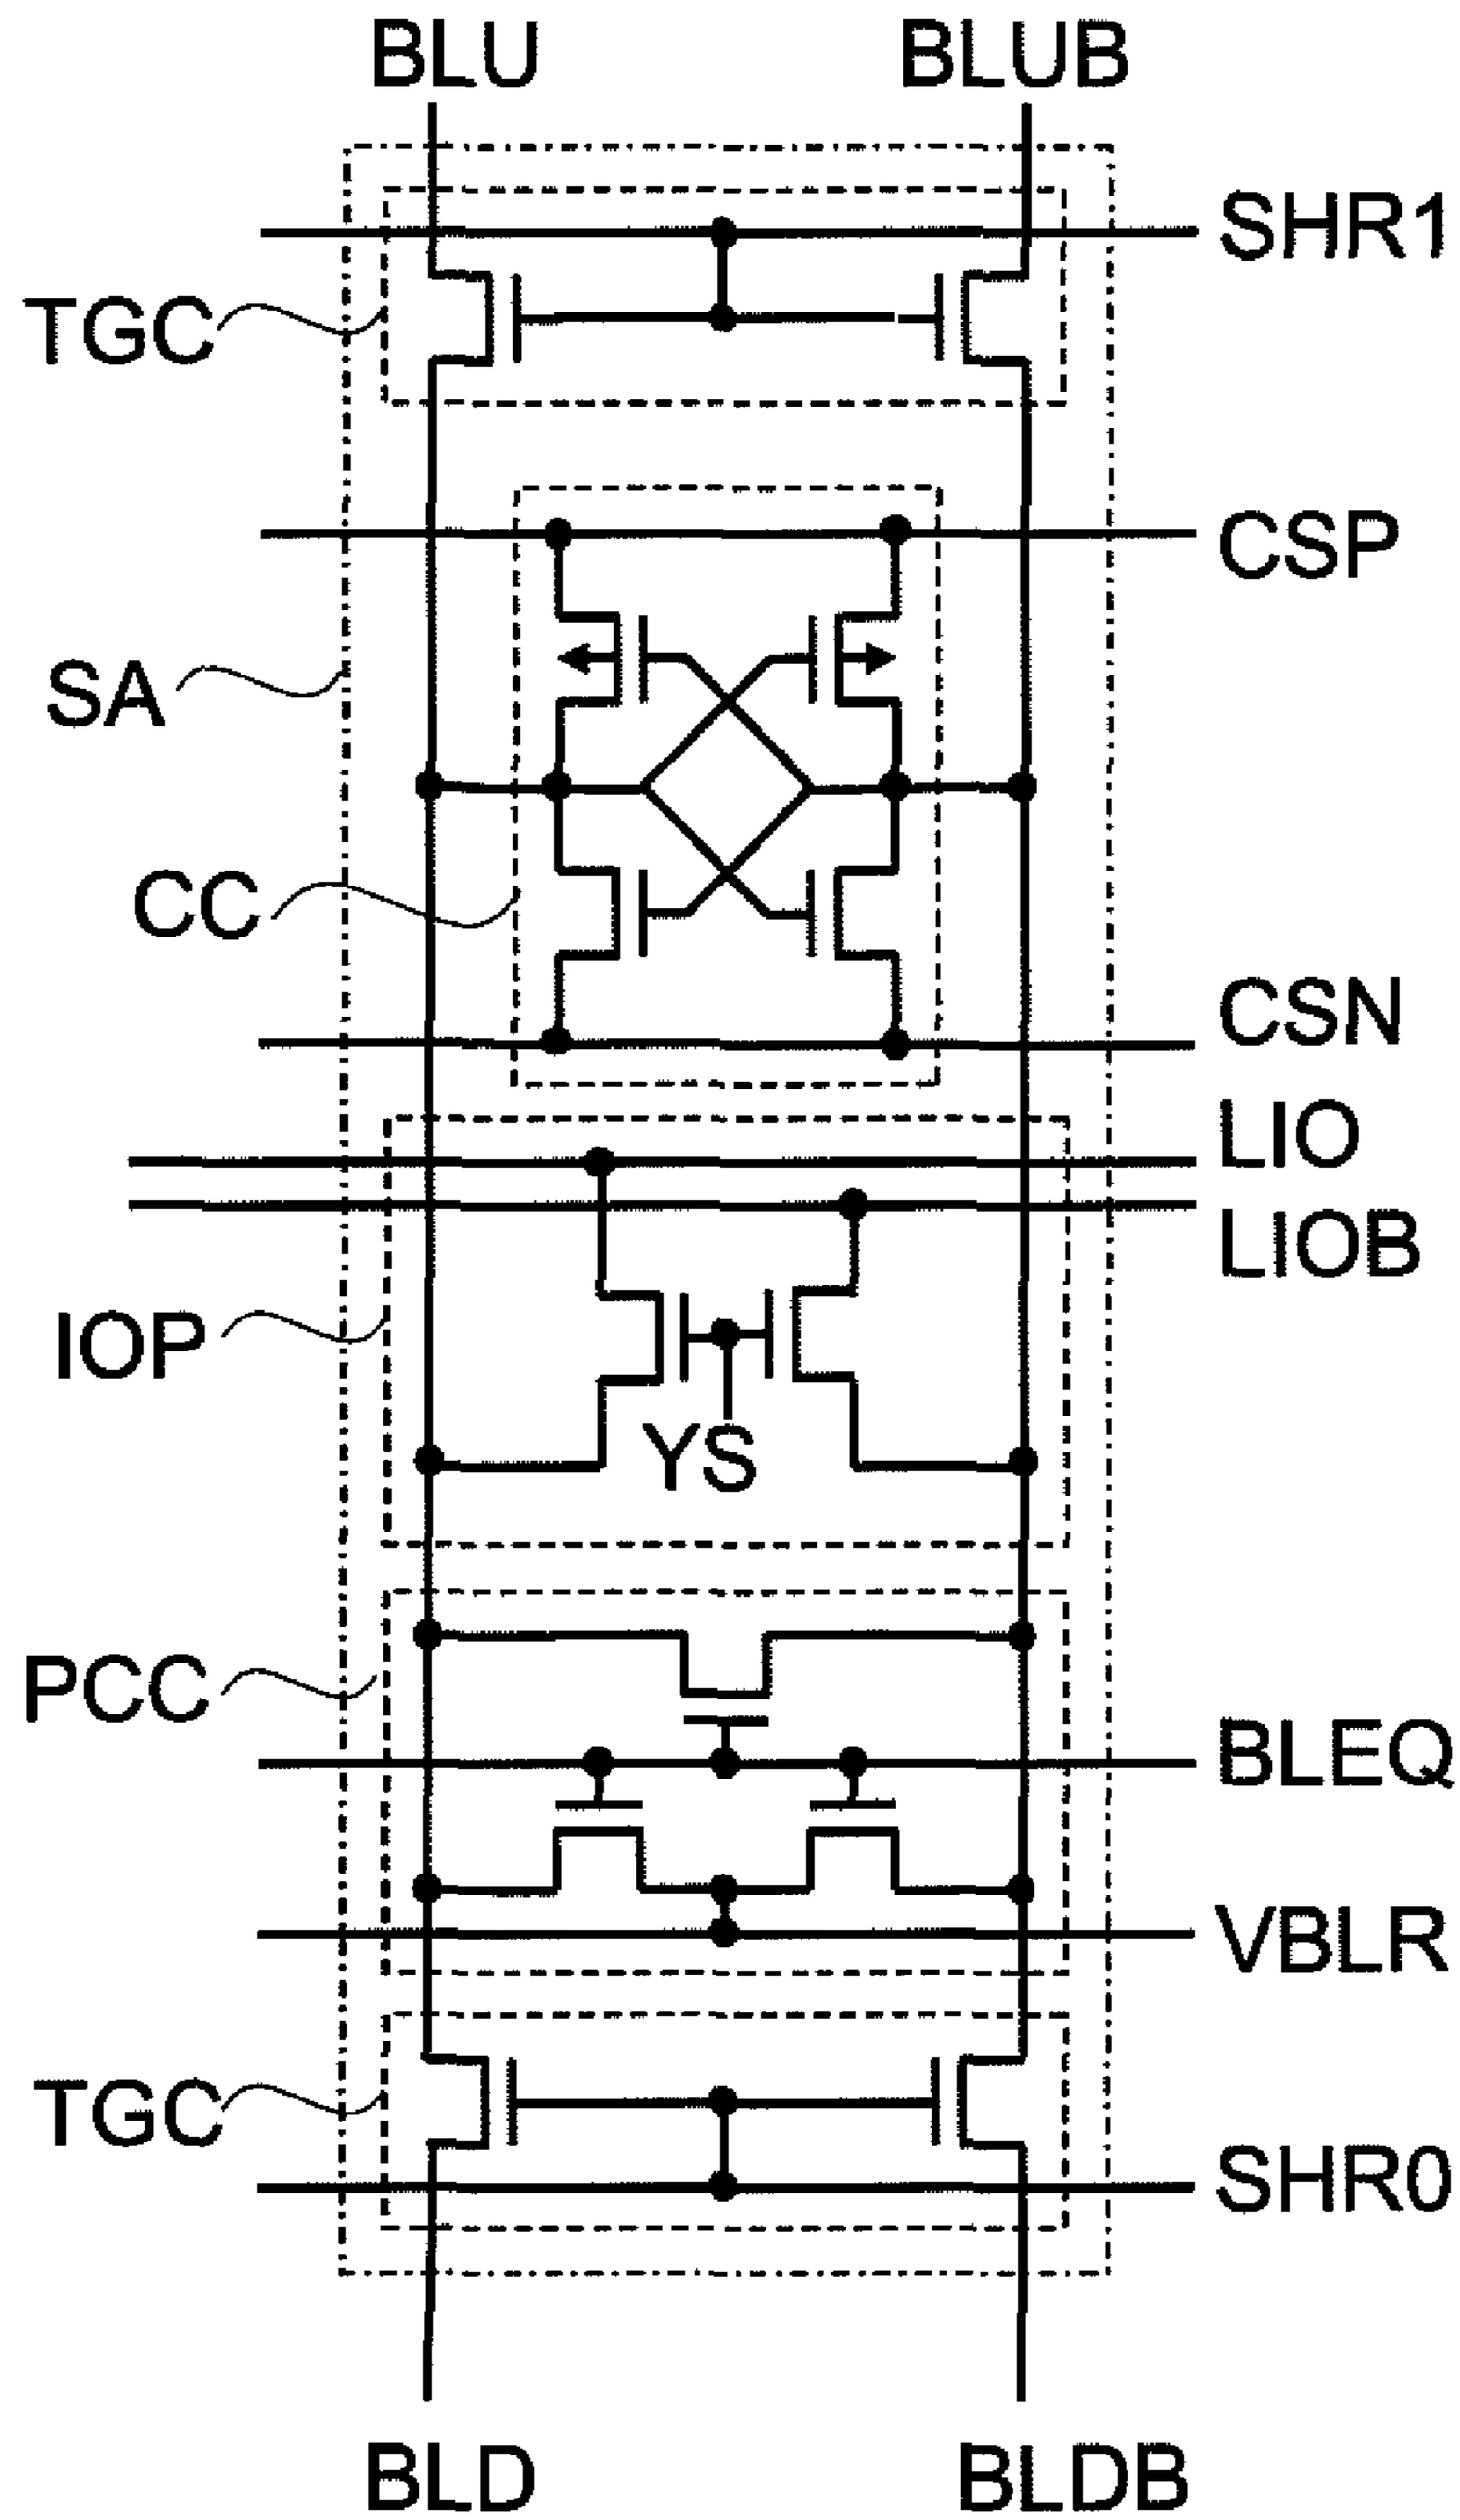 BLU BLUB
SHR1
TGC
CSP
SA
CC
CSN
LIO
LIOB
IOP
YS
PCC
BLEQ
VBLR
TGC
SHR0
BLD BLDB